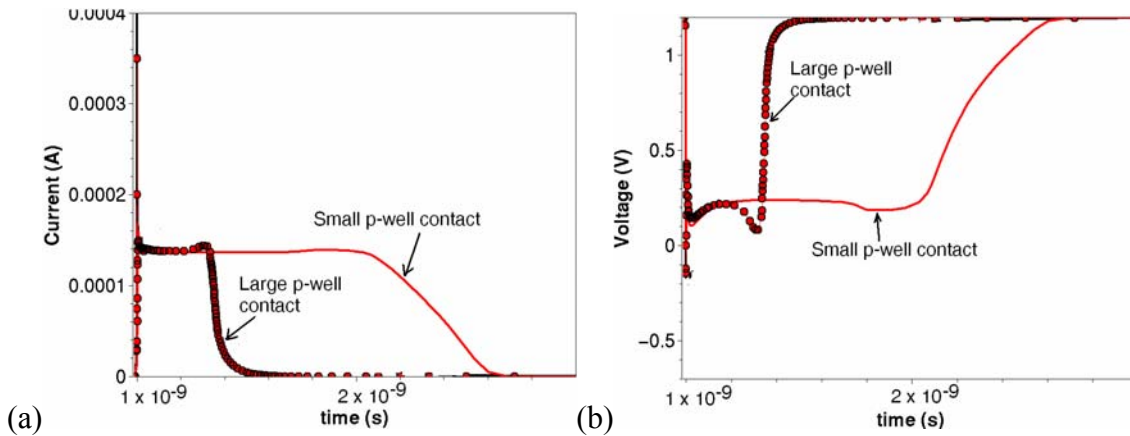 0.0004
0.0003
0.0002
0.0001
0
Current (A)
Small p-well contact
Large p-well
contact
1 x 10⁻⁹
2 x 10⁻⁹
time (s)
(a)
1
0.5
0
−0.5
Voltage (V)
Large p-well
contact
Small p-well contact
1 x 10⁻⁹
2 x 10⁻⁹
time (s)
(b)